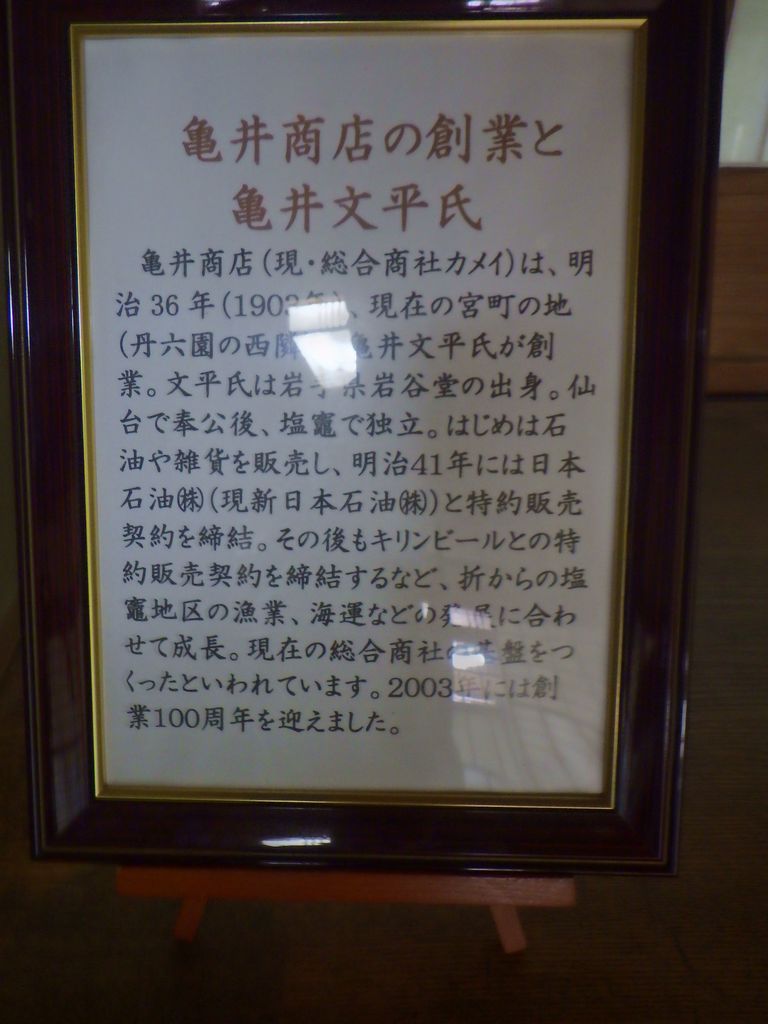 亀井商店の創業と
亀井文平氏
亀井商店(現・総合商社カメイ)は、明
治36年(1903年)、現在の宮町の地
(丹六園の西隣 亀井文平氏が創
業。文平氏は岩手県岩谷堂の出身。仙
台で奉公後、塩竈で独立。はじめは石
油や雑貨を販売し、明治41年には日本
石油㈱(現新日本石油㈱)と特約販売
契約を締結。その後もキリンビールとの特
約販売契約を締結するなど、折からの塩
竈地区の漁業、海運などの発展に合わ
せて成長。現在の総合商社の基盤をつ
くったといわれています。2003年には創
業100周年を迎えました。